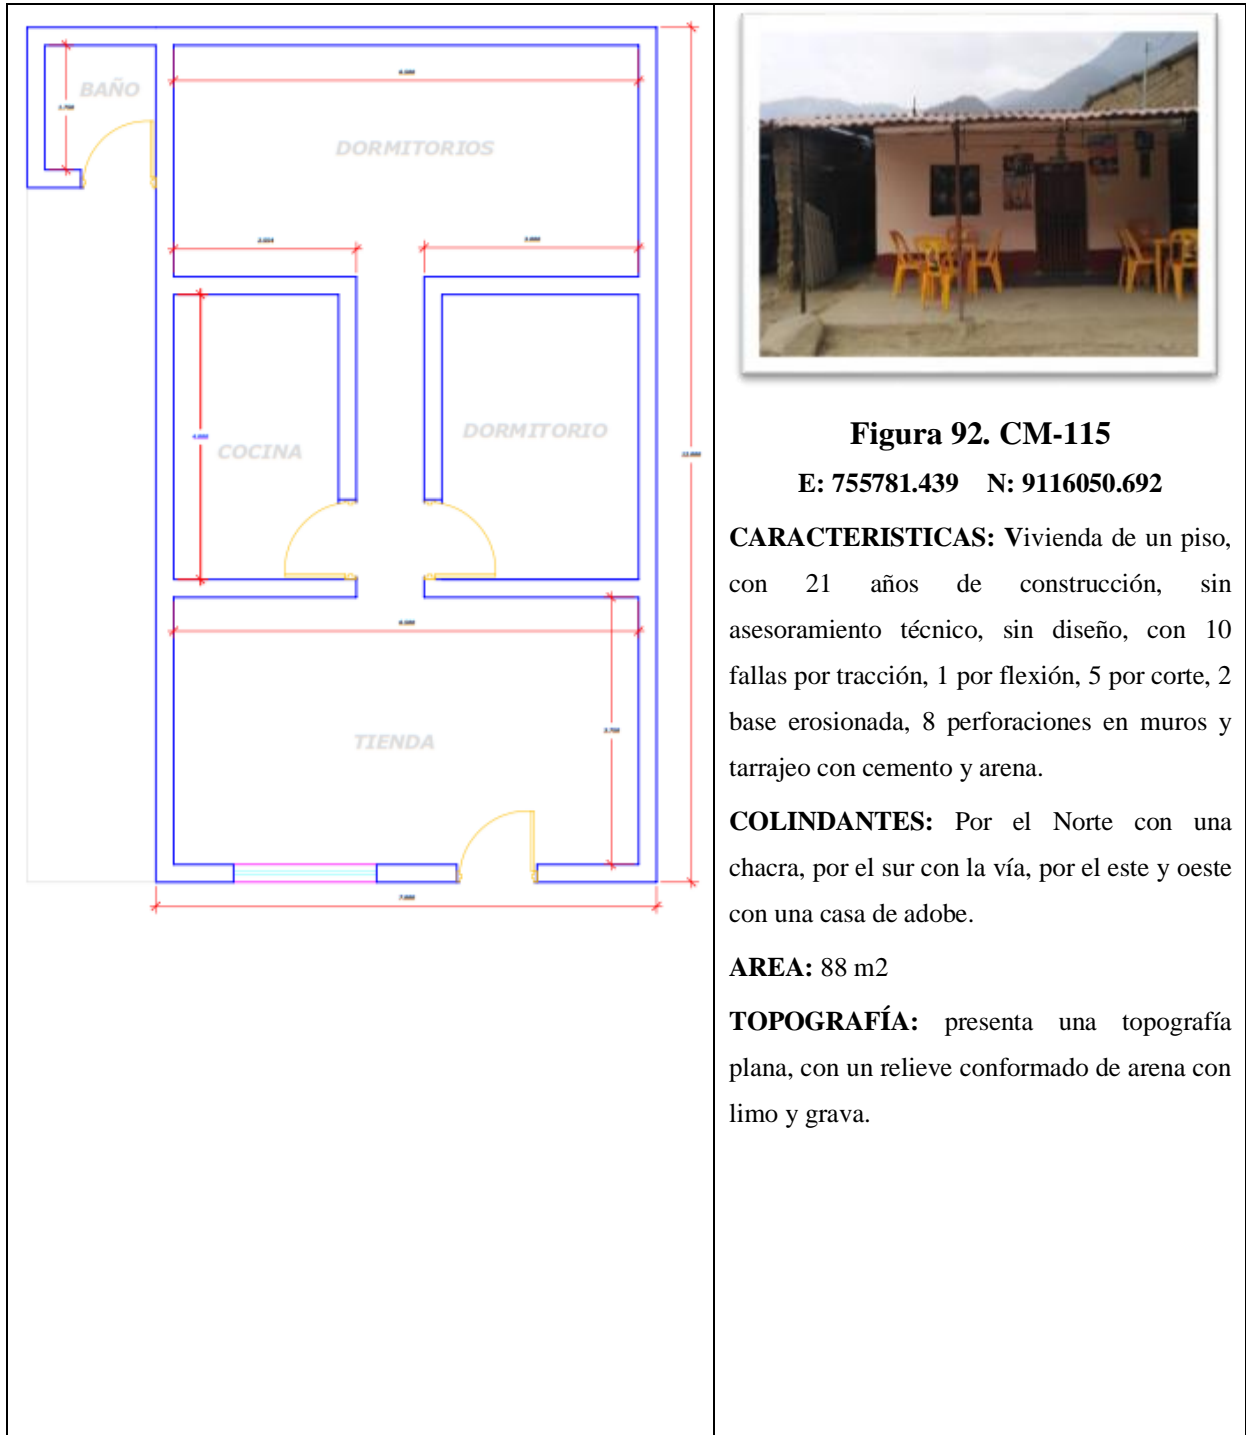 BAÑO
DORMITORIOS
COCINA
DORMITORIO
TIENDA
Figura 92. CM-115
E: 755781.439 N: 9116050.692
CARACTERISTICAS: Vivienda de un piso,
con 21 años de construcción, sin
asesoramiento técnico, sin diseño, con 10
fallas por tracción, 1 por flexión, 5 por corte, 2
base erosionada, 8 perforaciones en muros y
tarrajeo con cemento y arena.
COLINDANTES: Por el Norte con una
chacra, por el sur con la vía, por el este y oeste
con una casa de adobe.
AREA: 88 m2
TOPOGRAFÍA: presenta una topografía
plana, con un relieve conformado de arena con
limo y grava.